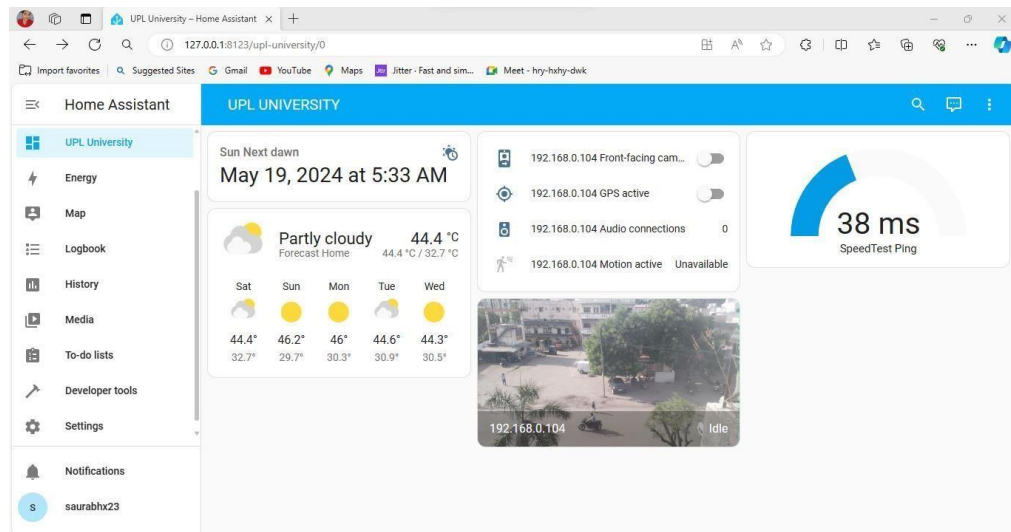 UPL University – Home Assistant
127.0.0.1:8123/upl-university/0
Import favorites Suggested Sites Gmail YouTube Maps Jitter - Fast and sim... Meet - hry-hxhy-dwk
Home Assistant
UPL UNIVERSITY
UPL University
Energy
Map
Logbook
History
Media
To-do lists
Developer tools
Settings
Notifications
S saurabhx23
Sun Next dawn
May 19, 2024 at 5:33 AM
Partly cloudy 44.4 °C
Forecast Home 44.4 °C / 32.7 °C
Sat Sun Mon Tue Wed
44.4° 46.2° 46° 44.6° 44.3°
32.7° 29.7° 30.3° 30.9° 30.5°
192.168.0.104 Front-facing cam...
192.168.0.104 GPS active
192.168.0.104 Audio connections 0
192.168.0.104 Motion active Unavailable
192.168.0.104 Idle
38 ms
SpeedTest Ping